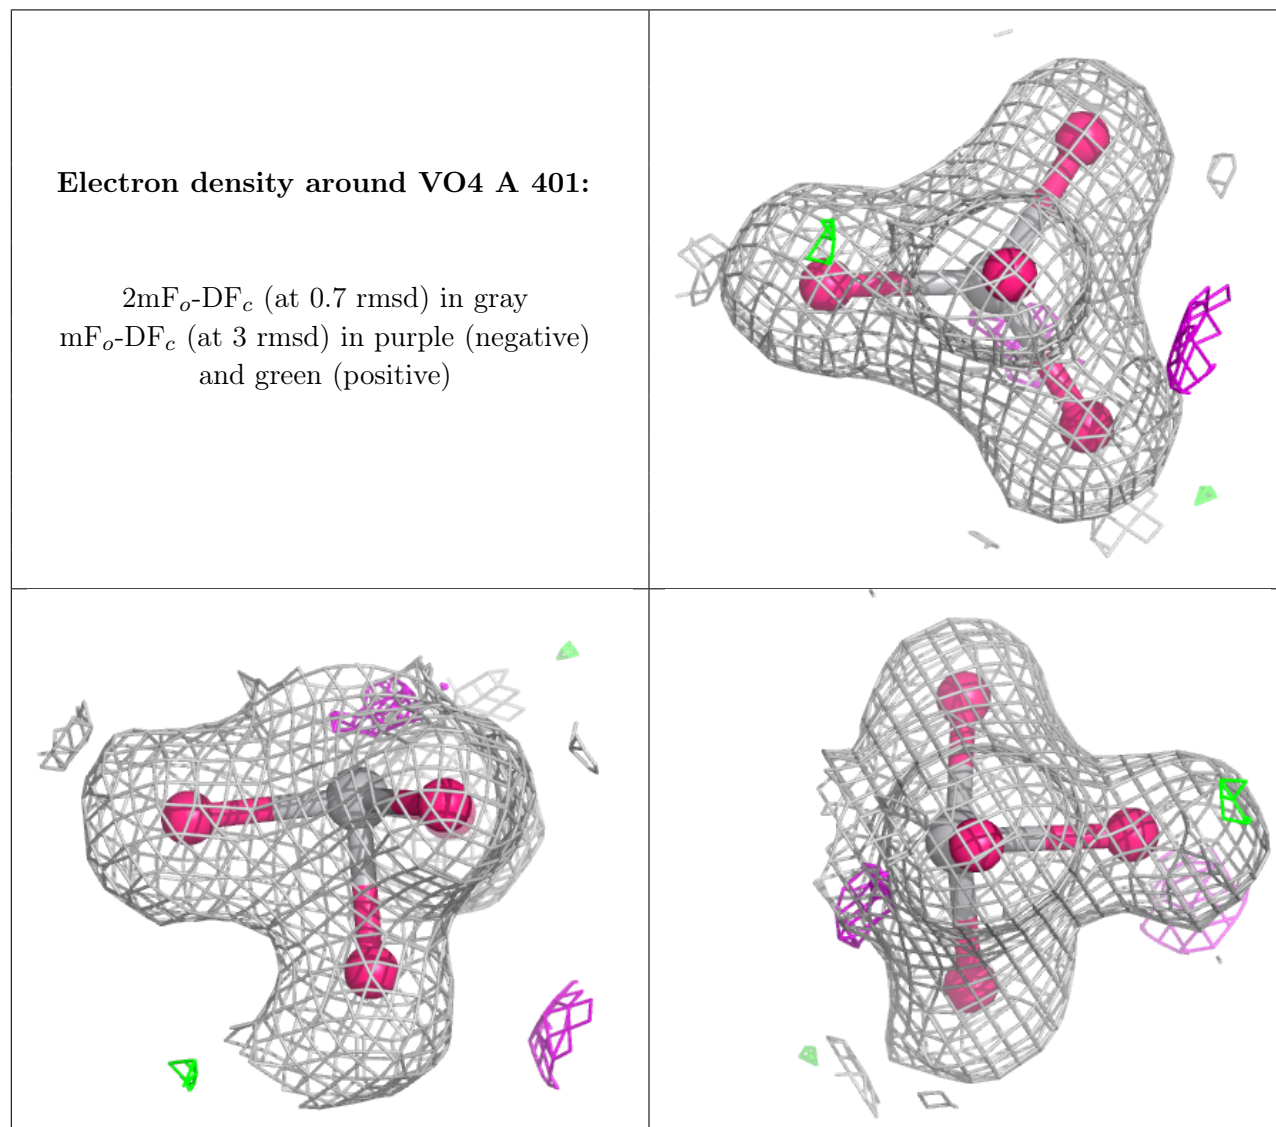 Electron density around VO4 A 401:
2mFₒ-DF𝑐 (at 0.7 rmsd) in gray
mFₒ-DF𝑐 (at 3 rmsd) in purple (negative)
and green (positive)